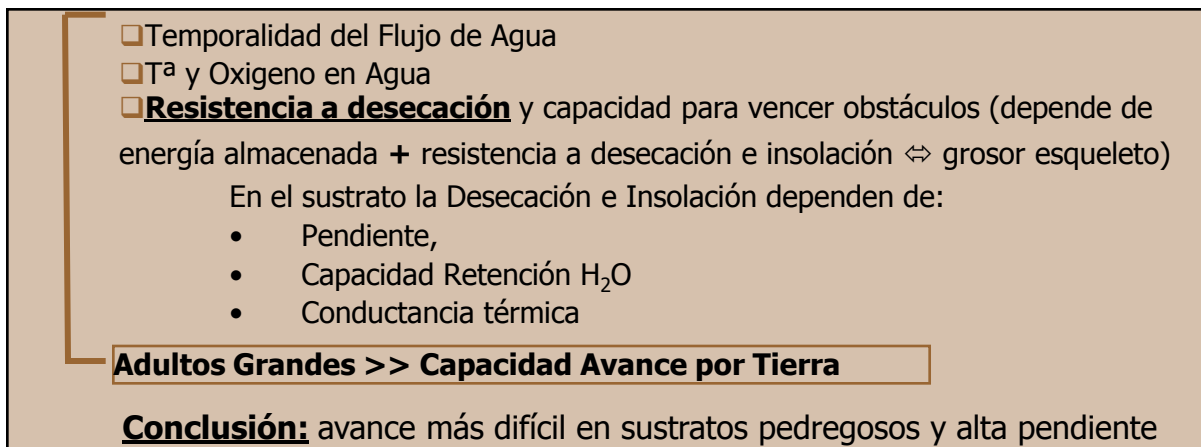 ❑Temporalidad del Flujo de Agua
❑Tª y Oxigeno en Agua
❑Resistencia a desecación y capacidad para vencer obstáculos (depende de
energía almacenada + resistencia a desecación e insolación ⇔ grosor esqueleto)
En el sustrato la Desecación e Insolación dependen de:
• Pendiente,
• Capacidad Retención H₂O
• Conductancia térmica
Adultos Grandes >> Capacidad Avance por Tierra
Conclusión: avance más difícil en sustratos pedregosos y alta pendiente